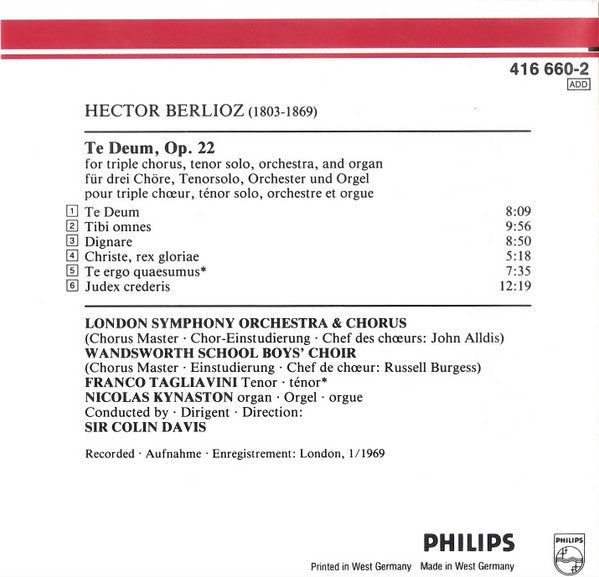 416 660-2
ADD
HECTOR BERLIOZ (1803-1869)
Te Deum, Op. 22
for triple chorus, tenor solo, orchestra, and organ
für drei Chöre, Tenorsolo, Orchester und Orgel
pour triple chœur, ténor solo, orchestre et orgue
1 Te Deum 8:09
2 Tibi omnes 9:56
3 Dignare 8:50
4 Christe, rex gloriae 5:18
5 Te ergo quaesumus* 7:35
6 Judex crederis 12:19
LONDON SYMPHONY ORCHESTRA & CHORUS
(Chorus Master · Chor-Einstudierung · Chef des chœurs: John Alldis)
WANDSWORTH SCHOOL BOYS' CHOIR
(Chorus Master · Einstudierung · Chef de chœur: Russell Burgess)
FRANCO TAGLIAVINI Tenor · ténor*
NICOLAS KYNASTON organ · Orgel · orgue
Conducted by · Dirigent · Direction:
SIR COLIN DAVIS
Recorded · Aufnahme · Enregistrement: London, 1/1969
PHILIPS
PHILIPS
Printed in West Germany Made in West Germany